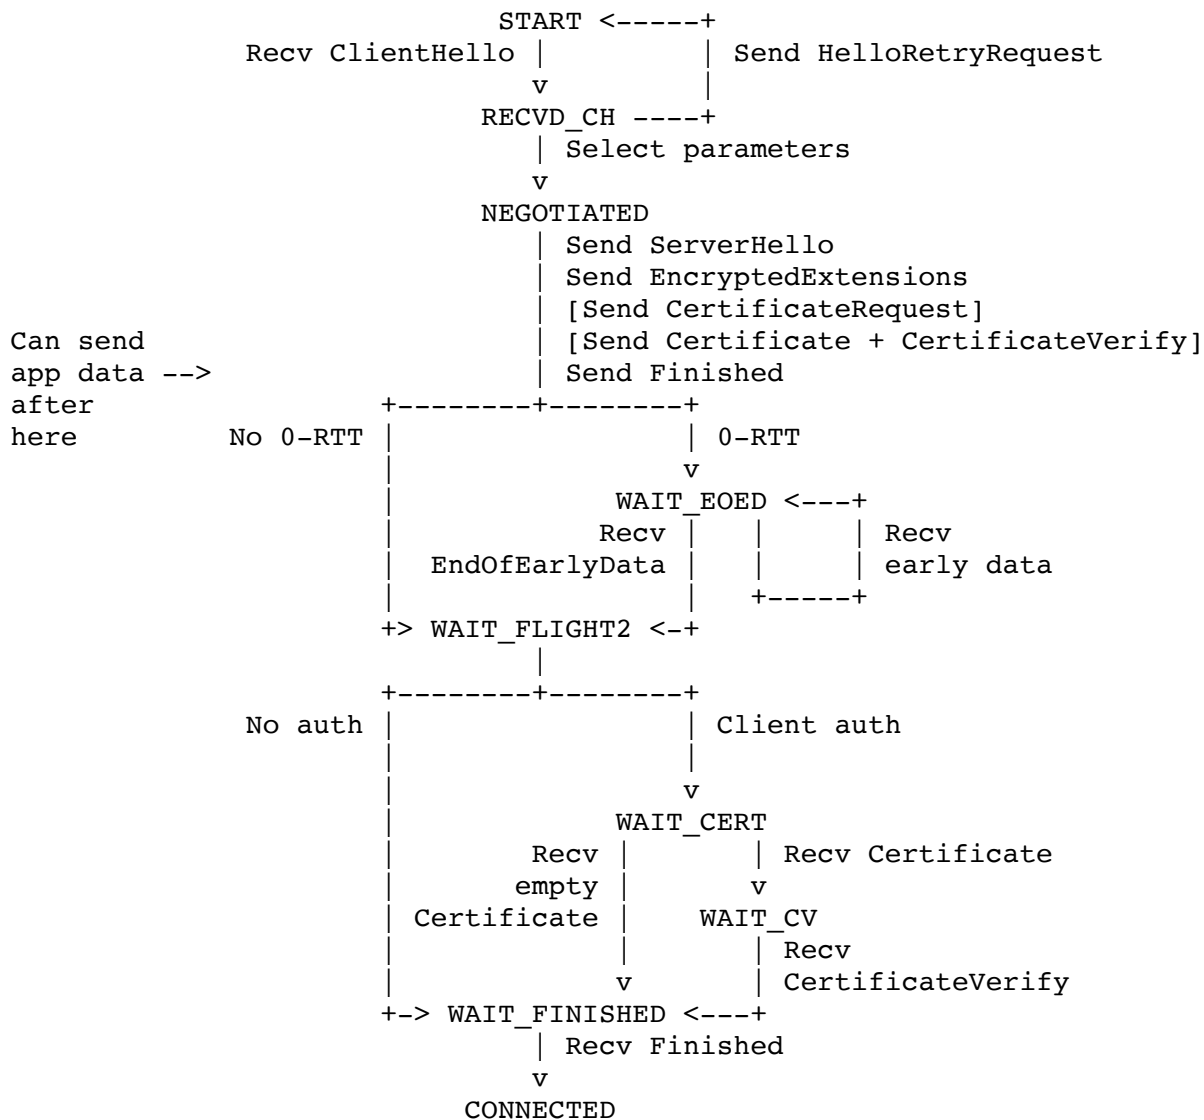 START <-----+
Recv ClientHello | | Send HelloRetryRequest
v |
RECVD_CH ----+
| Select parameters
v
NEGOTIATED
| Send ServerHello
| Send EncryptedExtensions
| [Send CertificateRequest]
Can send | [Send Certificate + CertificateVerify]
app data --> | Send Finished
after +--------+--------+
here No 0-RTT | | 0-RTT
| v
| WAIT_EOED <---+
| Recv | | | Recv
| EndOfEarlyData | | | early data
| | +-----+
+> WAIT_FLIGHT2 <-+
|
+--------+--------+
No auth | | Client auth
| |
| v
| WAIT_CERT
| Recv | | Recv Certificate
| empty | v
| Certificate | WAIT_CV
| | | Recv
| v | CertificateVerify
+-> WAIT_FINISHED <---+
| Recv Finished
v
CONNECTED